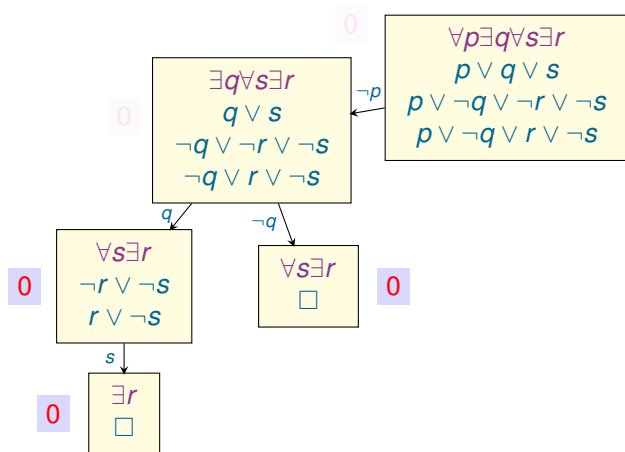 0
∀p∃q∀s∃r
p ∨ q ∨ s
p ∨ ¬q ∨ ¬r ∨ ¬s
p ∨ ¬q ∨ r ∨ ¬s
¬p
0
∃q∀s∃r
q ∨ s
¬q ∨ ¬r ∨ ¬s
¬q ∨ r ∨ ¬s
q
¬q
0
∀s∃r
¬r ∨ ¬s
r ∨ ¬s
∀s∃r
□
0
s
0
∃r
□